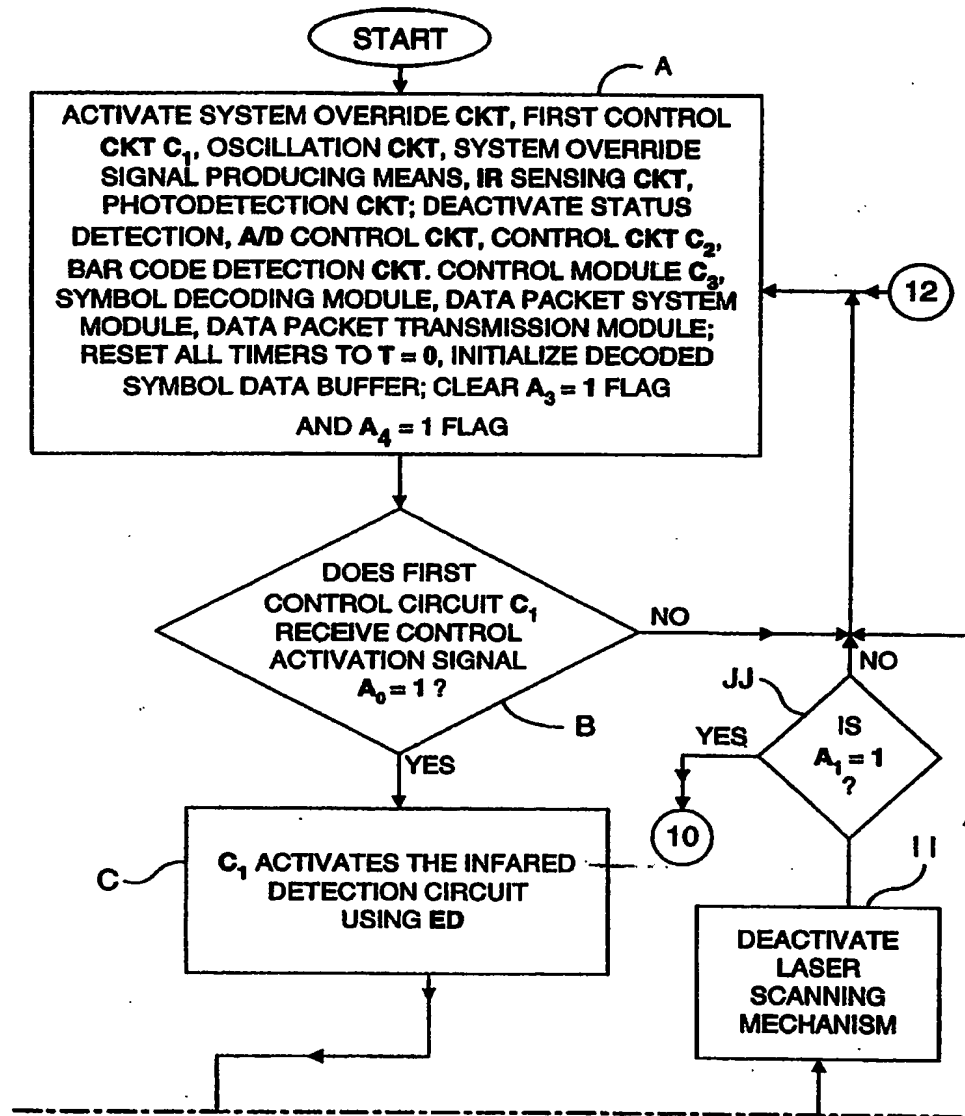 START
A
ACTIVATE SYSTEM OVERRIDE CKT, FIRST CONTROL
CKT C₁, OSCILLATION CKT, SYSTEM OVERRIDE
SIGNAL PRODUCING MEANS, IR SENSING CKT,
PHOTODETECTION CKT; DEACTIVATE STATUS
DETECTION, A/D CONTROL CKT, CONTROL CKT C₂,
BAR CODE DETECTION CKT. CONTROL MODULE C₃,
SYMBOL DECODING MODULE, DATA PACKET SYSTEM
MODULE, DATA PACKET TRANSMISSION MODULE;
RESET ALL TIMERS TO T = 0, INITIALIZE DECODED
SYMBOL DATA BUFFER; CLEAR A₃ = 1 FLAG
AND A₄ = 1 FLAG
12
DOES FIRST
CONTROL CIRCUIT C₁
RECEIVE CONTROL
ACTIVATION SIGNAL
A₀ = 1 ?
NO
B
YES
NO
JJ
IS
A₁ = 1
?
YES
10
C
C₁ ACTIVATES THE INFARED
DETECTION CIRCUIT
USING ED
II
DEACTIVATE
LASER
SCANNING
MECHANISM